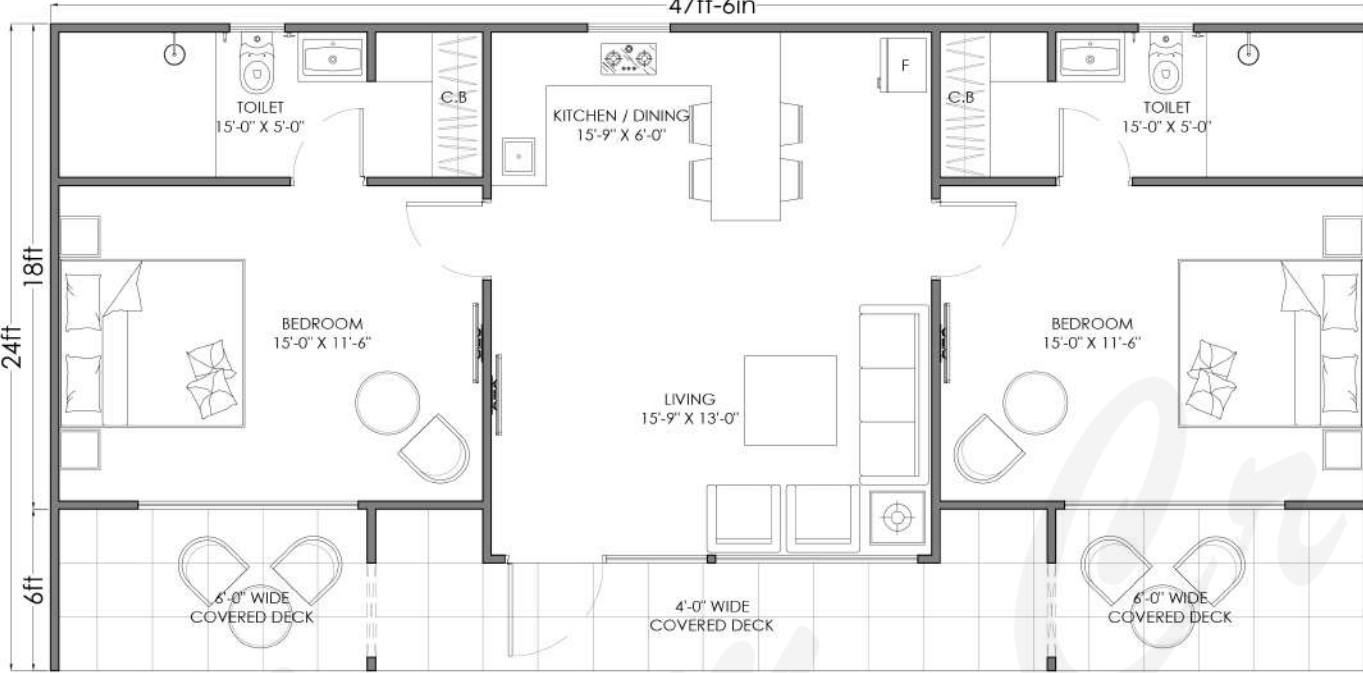 47ft-6in
F
C.B
C.B
TOILET
15'-0" X 5'-0"
KITCHEN / DINING
15'-9" X 6'-0"
TOILET
15'-0" X 5'-0"
18ft
24ft
BEDROOM
15'-0" X 11'-6"
BEDROOM
15'-0" X 11'-6"
LIVING
15'-9" X 13'-0"
6ft
6'-0" WIDE
COVERED DECK
4'-0" WIDE
COVERED DECK
6'-0" WIDE
COVERED DECK